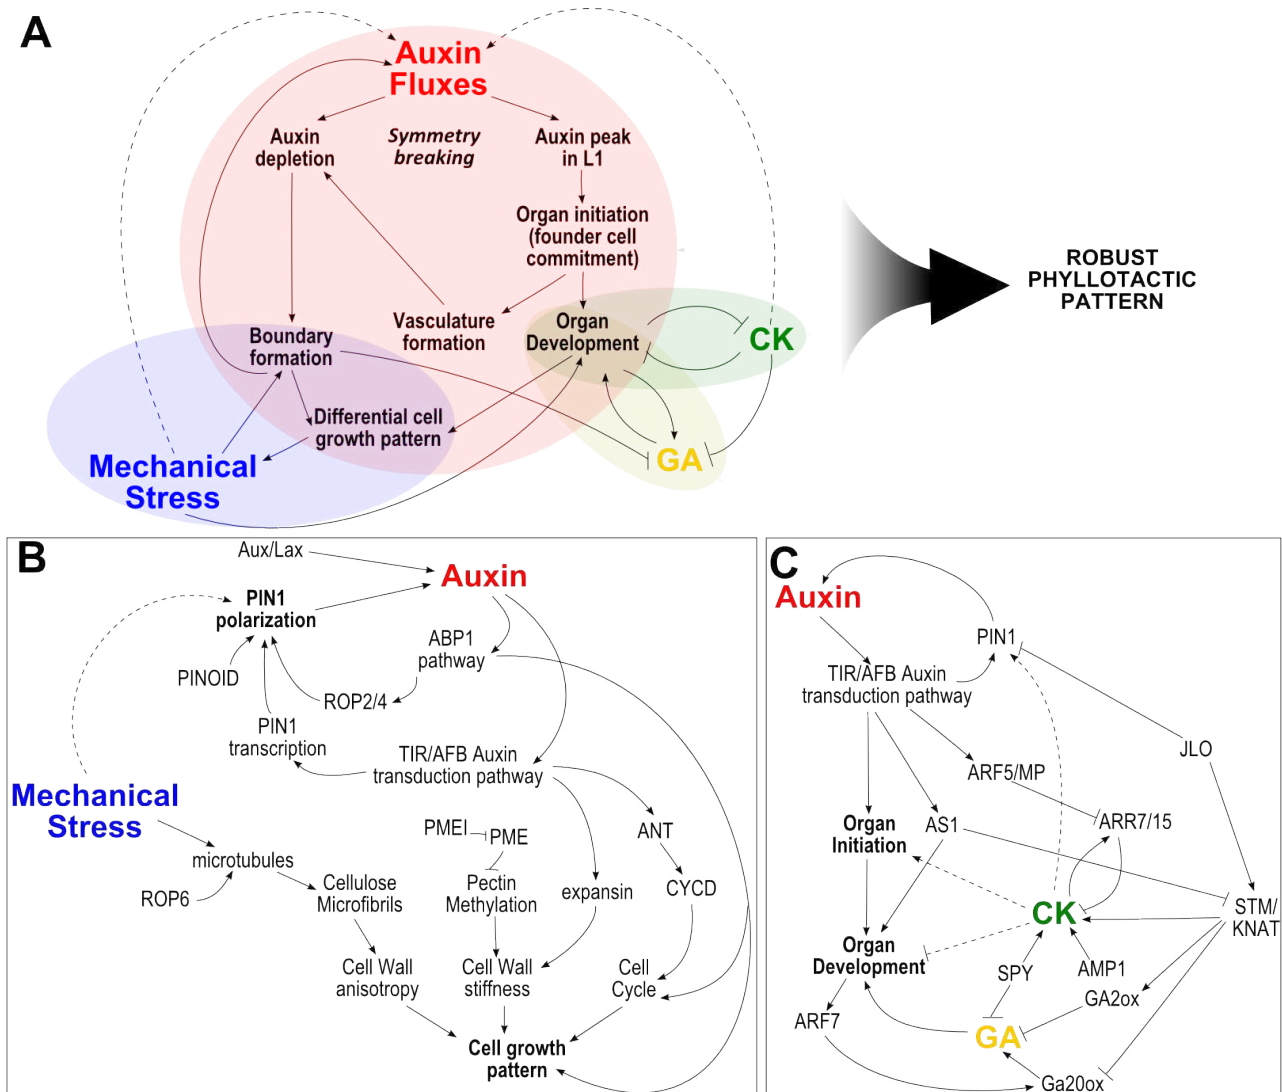 A
Auxin
Fluxes
Auxin
depletion
Symmetry
breaking
Auxin peak
in L1
Organ initiation
(founder cell
commitment)
Boundary
formation
Vasculature
formation
Organ
Development
CK
Differential cell
growth pattern
Mechanical
Stress
GA
ROBUST
PHYLLOTACTIC
PATTERN
B
Aux/Lax
Auxin
PIN1
polarization
ABP1
pathway
PINOID
ROP2/4
PIN1
transcription
TIR/AFB Auxin
transduction pathway
Mechanical
Stress
PMEI
PME
ANT
microtubules
ROP6
Cellulose
Microfibrils
Pectin
Methylation
expansin
CYCD
Cell Wall
anisotropy
Cell Wall
stiffness
Cell
Cycle
Cell growth
pattern
C
Auxin
PIN1
TIR/AFB Auxin
transduction pathway
JLO
ARF5/MP
Organ
Initiation
AS1
ARR7/15
CK
STM/
KNAT
Organ
Development
SPY
AMP1
GA2ox
ARF7
GA
Ga20ox